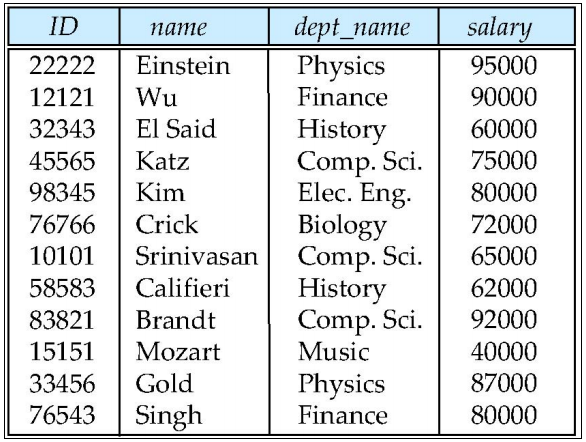 ID name dept_name salary
22222 Einstein Physics 95000
12121 Wu Finance 90000
32343 El Said History 60000
45565 Katz Comp. Sci. 75000
98345 Kim Elec. Eng. 80000
76766 Crick Biology 72000
10101 Srinivasan Comp. Sci. 65000
58583 Califieri History 62000
83821 Brandt Comp. Sci. 92000
15151 Mozart Music 40000
33456 Gold Physics 87000
76543 Singh Finance 80000